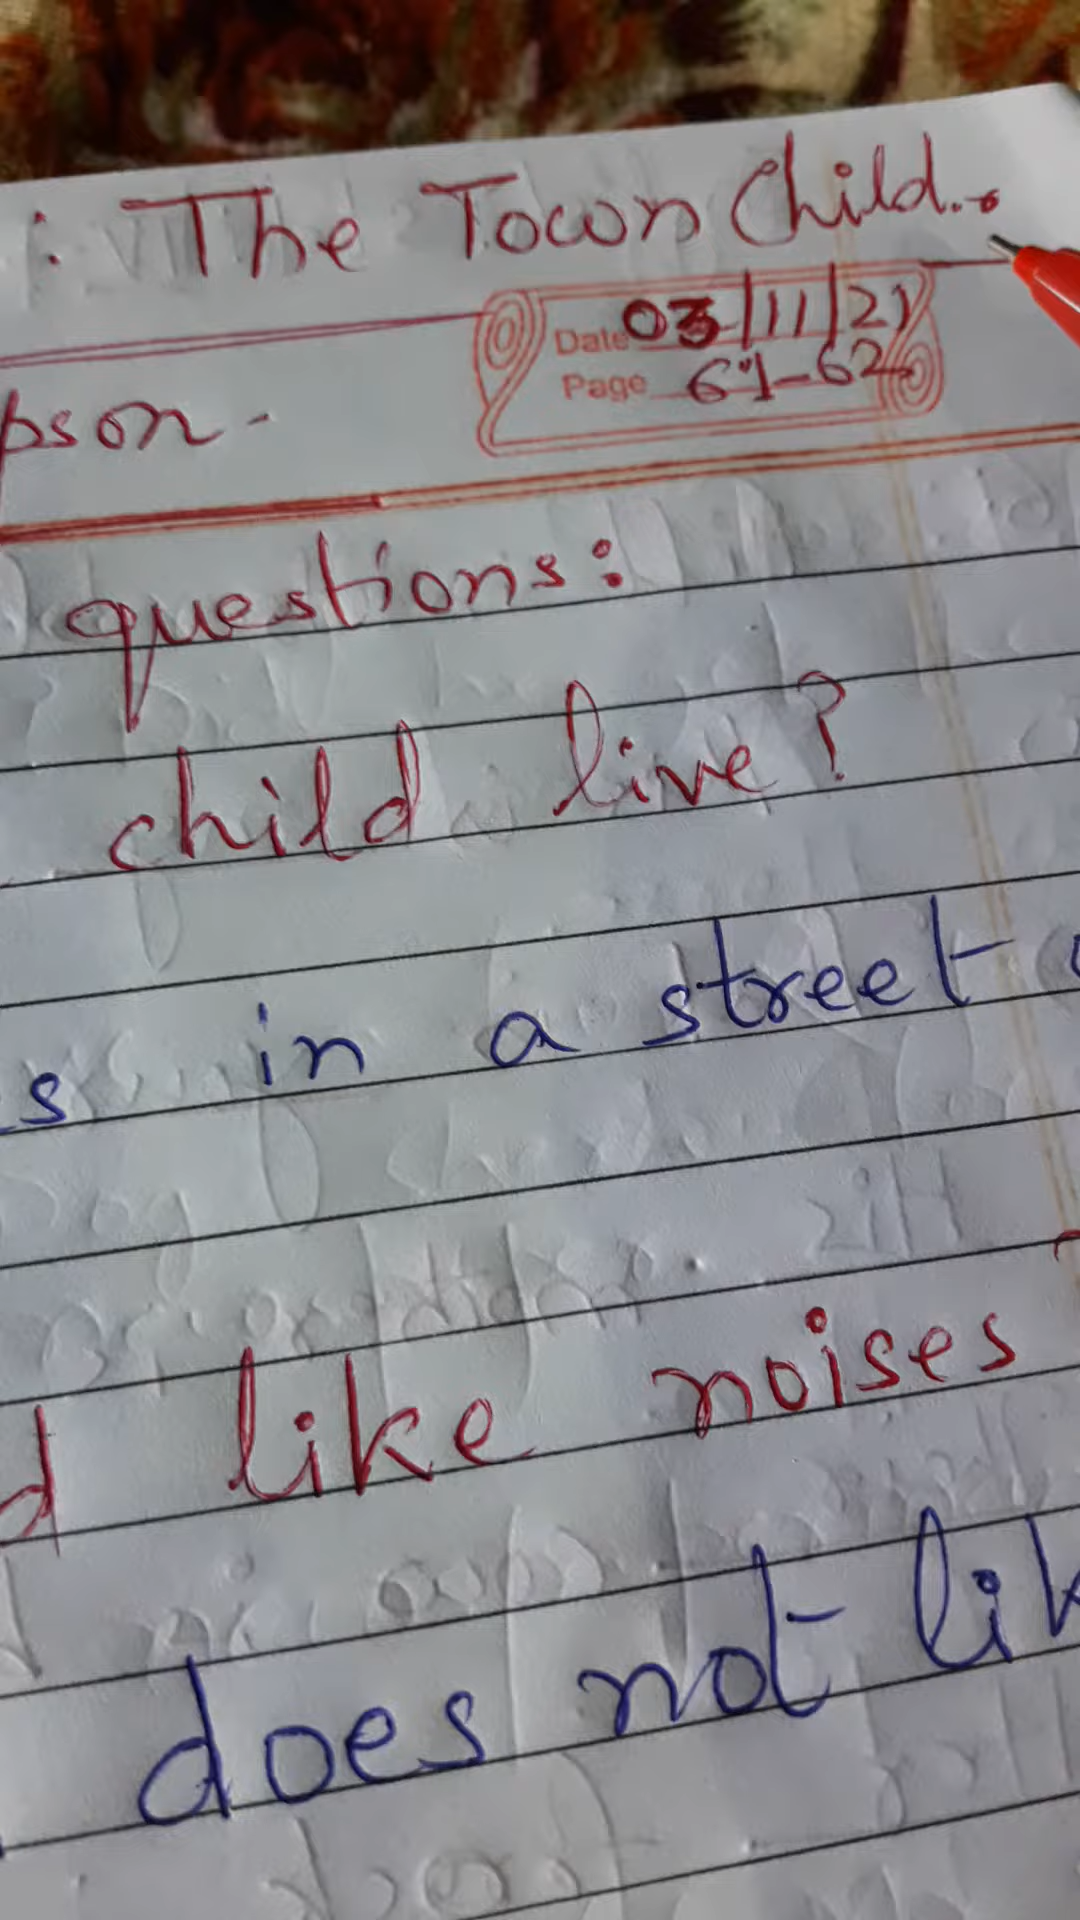 : The Town Child..
Date 03/11/21
Page 61-62
pson.
questions:
child live?
s in a street
d like noises
does not lik